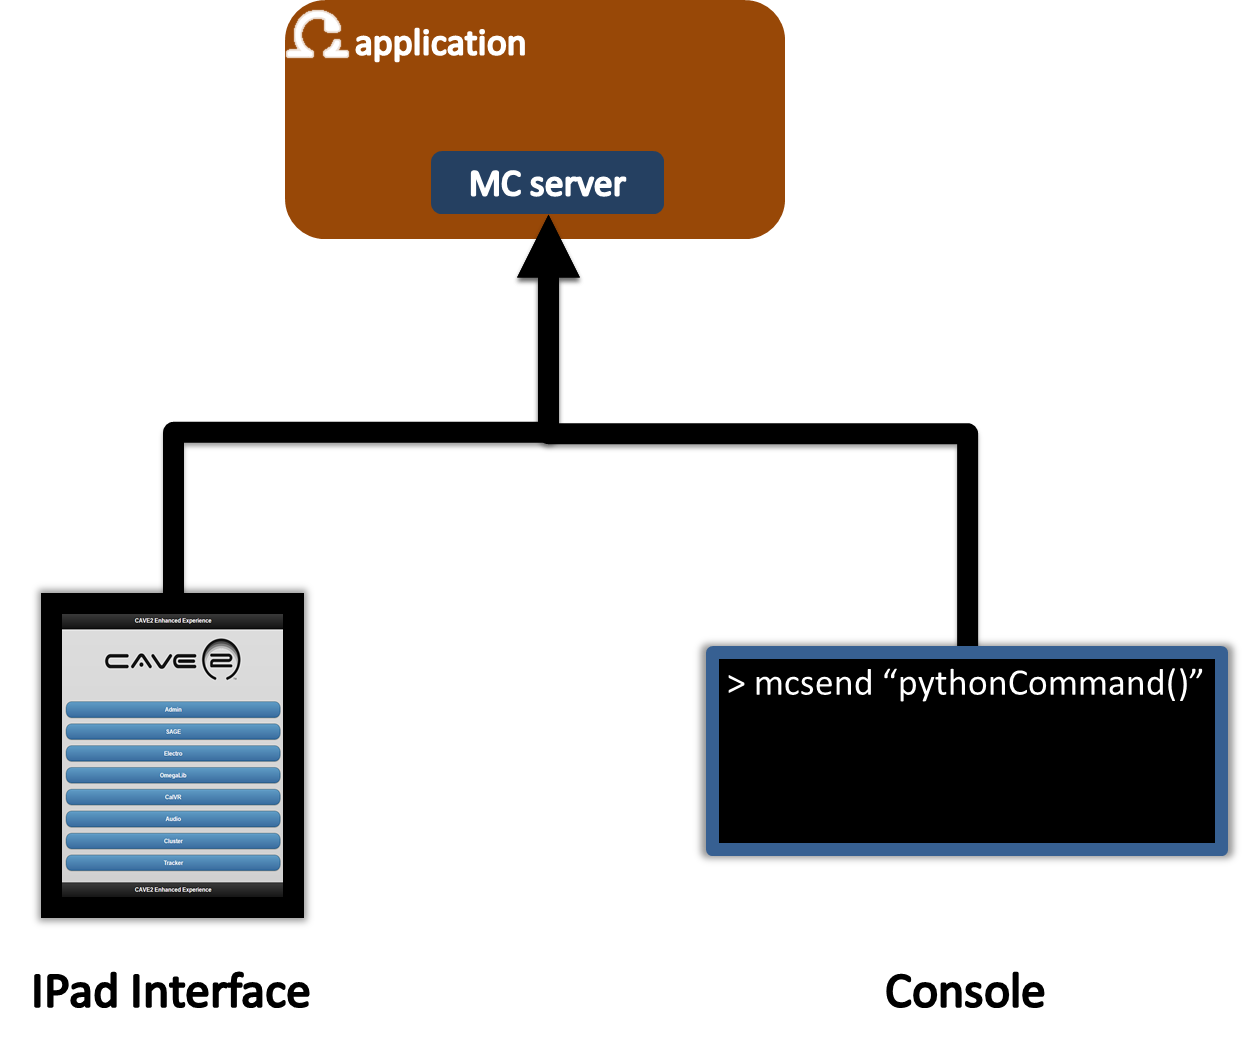 Ω application
MC server
CAVE2 Enhanced Experience
CAVE2
Admin
SAGE
Electro
OmegaLib
CalVR
Audio
Cluster
Tracker
CAVE2 Enhanced Experience
> mcsend “pythonCommand()”
IPad Interface
Console